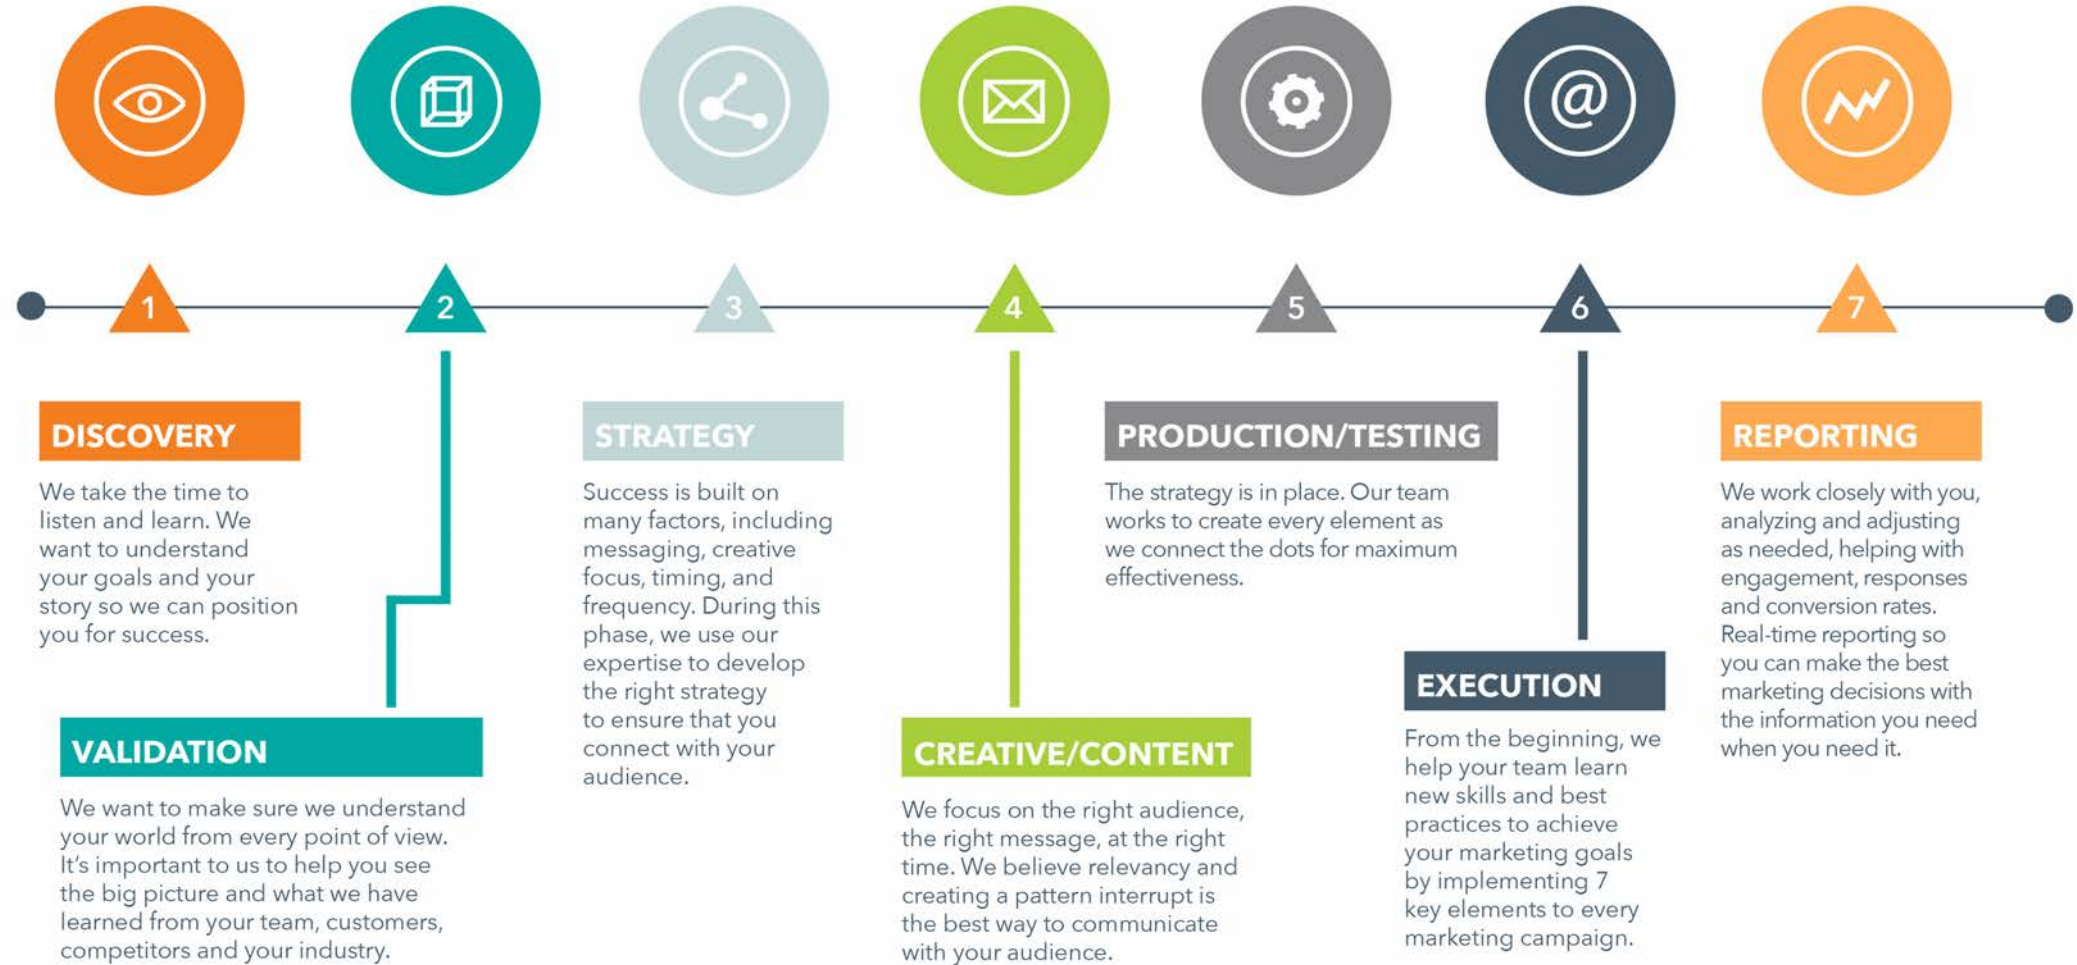 @
1
2
3
4
5
6
7
DISCOVERY
We take the time to
listen and learn. We
want to understand
your goals and your
story so we can position
you for success.
VALIDATION
We want to make sure we understand
your world from every point of view.
It's important to us to help you see
the big picture and what we have
learned from your team, customers,
competitors and your industry.
STRATEGY
Success is built on
many factors, including
messaging, creative
focus, timing, and
frequency. During this
phase, we use our
expertise to develop
the right strategy
to ensure that you
connect with your
audience.
CREATIVE/CONTENT
We focus on the right audience,
the right message, at the right
time. We believe relevancy and
creating a pattern interrupt is
the best way to communicate
with your audience.
PRODUCTION/TESTING
The strategy is in place. Our team
works to create every element as
we connect the dots for maximum
effectiveness.
EXECUTION
From the beginning, we
help your team learn
new skills and best
practices to achieve
your marketing goals
by implementing 7
key elements to every
marketing campaign.
REPORTING
We work closely with you,
analyzing and adjusting
as needed, helping with
engagement, responses
and conversion rates.
Real-time reporting so
you can make the best
marketing decisions with
the information you need
when you need it.